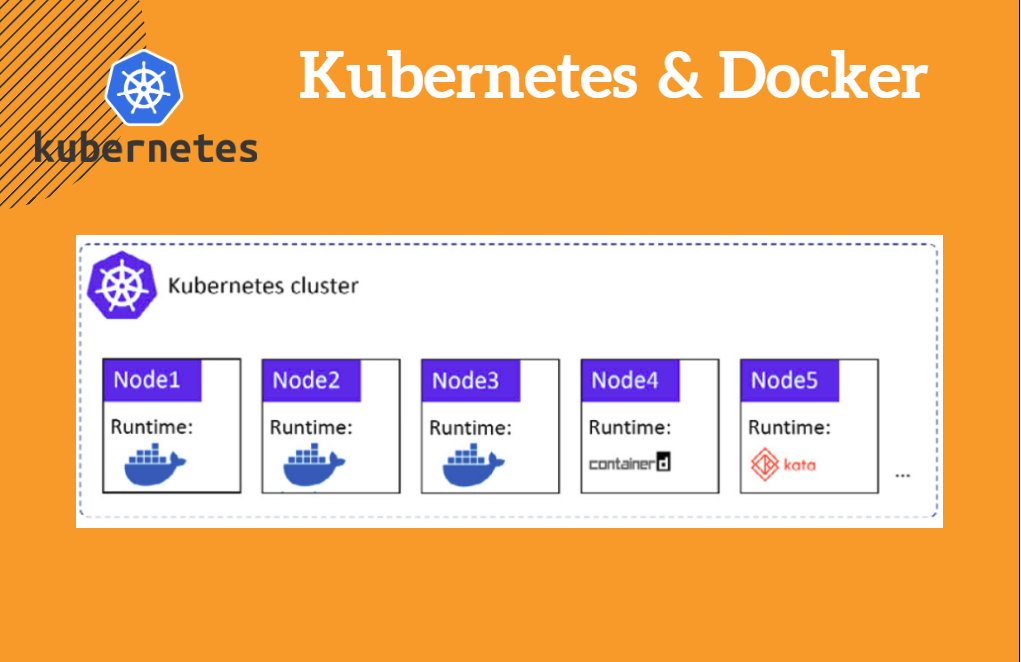 Kubernetes & Docker
kubernetes
Kubernetes cluster
Node1
Runtime:
Node2
Runtime:
Node3
Runtime:
Node4
Runtime:
containerd
Node5
Runtime:
kata
...